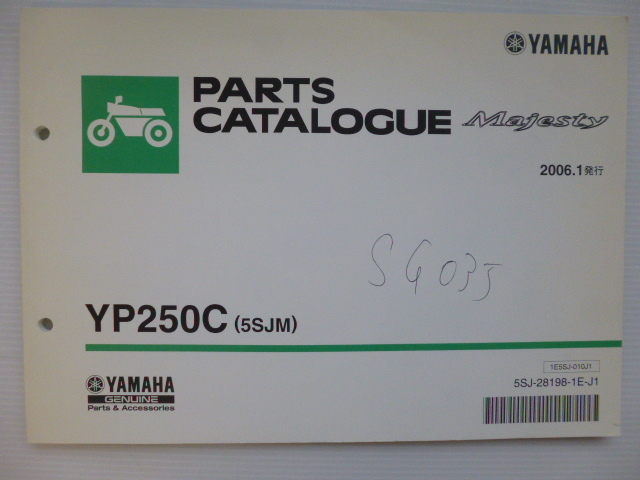 YAMAHA
PARTS
CATALOGUE Majesty
2006.1発行
SG03J
YP250C (5SJM)
1E5SJ-010J1
YAMAHA
GENUINE
Parts & Accessories
5SJ-28198-1E-J1